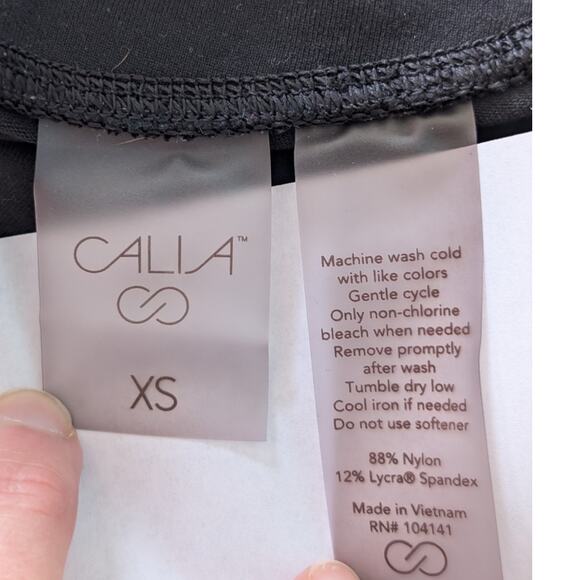 CALIA™
XS
Machine wash cold
with like colors
Gentle cycle
Only non-chlorine
bleach when needed
Remove promptly
after wash
Tumble dry low
Cool iron if needed
Do not use softener
88% Nylon
12% Lycra® Spandex
Made in Vietnam
RN# 104141